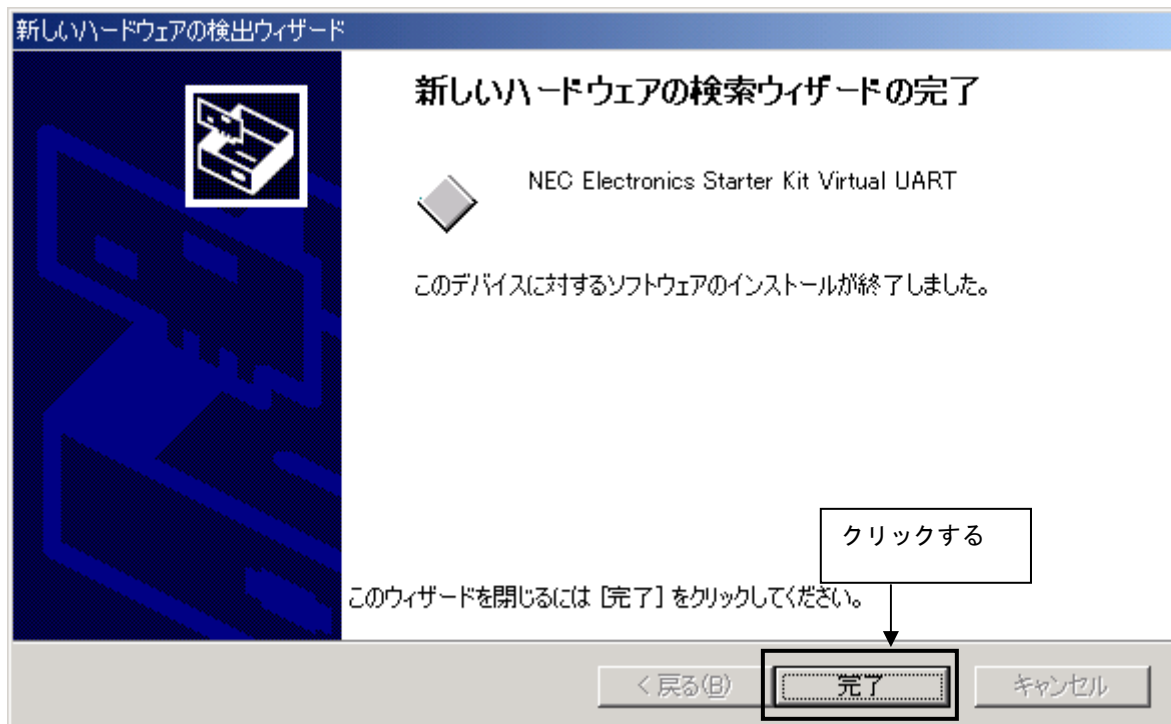 新しいハードウェアの検出ウィザード
新しいハードウェアの検索ウィザードの完了
NEC Electronics Starter Kit Virtual UART
このデバイスに対するソフトウェアのインストールが終了しました。
クリックする
このウィザードを閉じるには [完了] をクリックしてください。
< 戻る(B)
完了
キャンセル